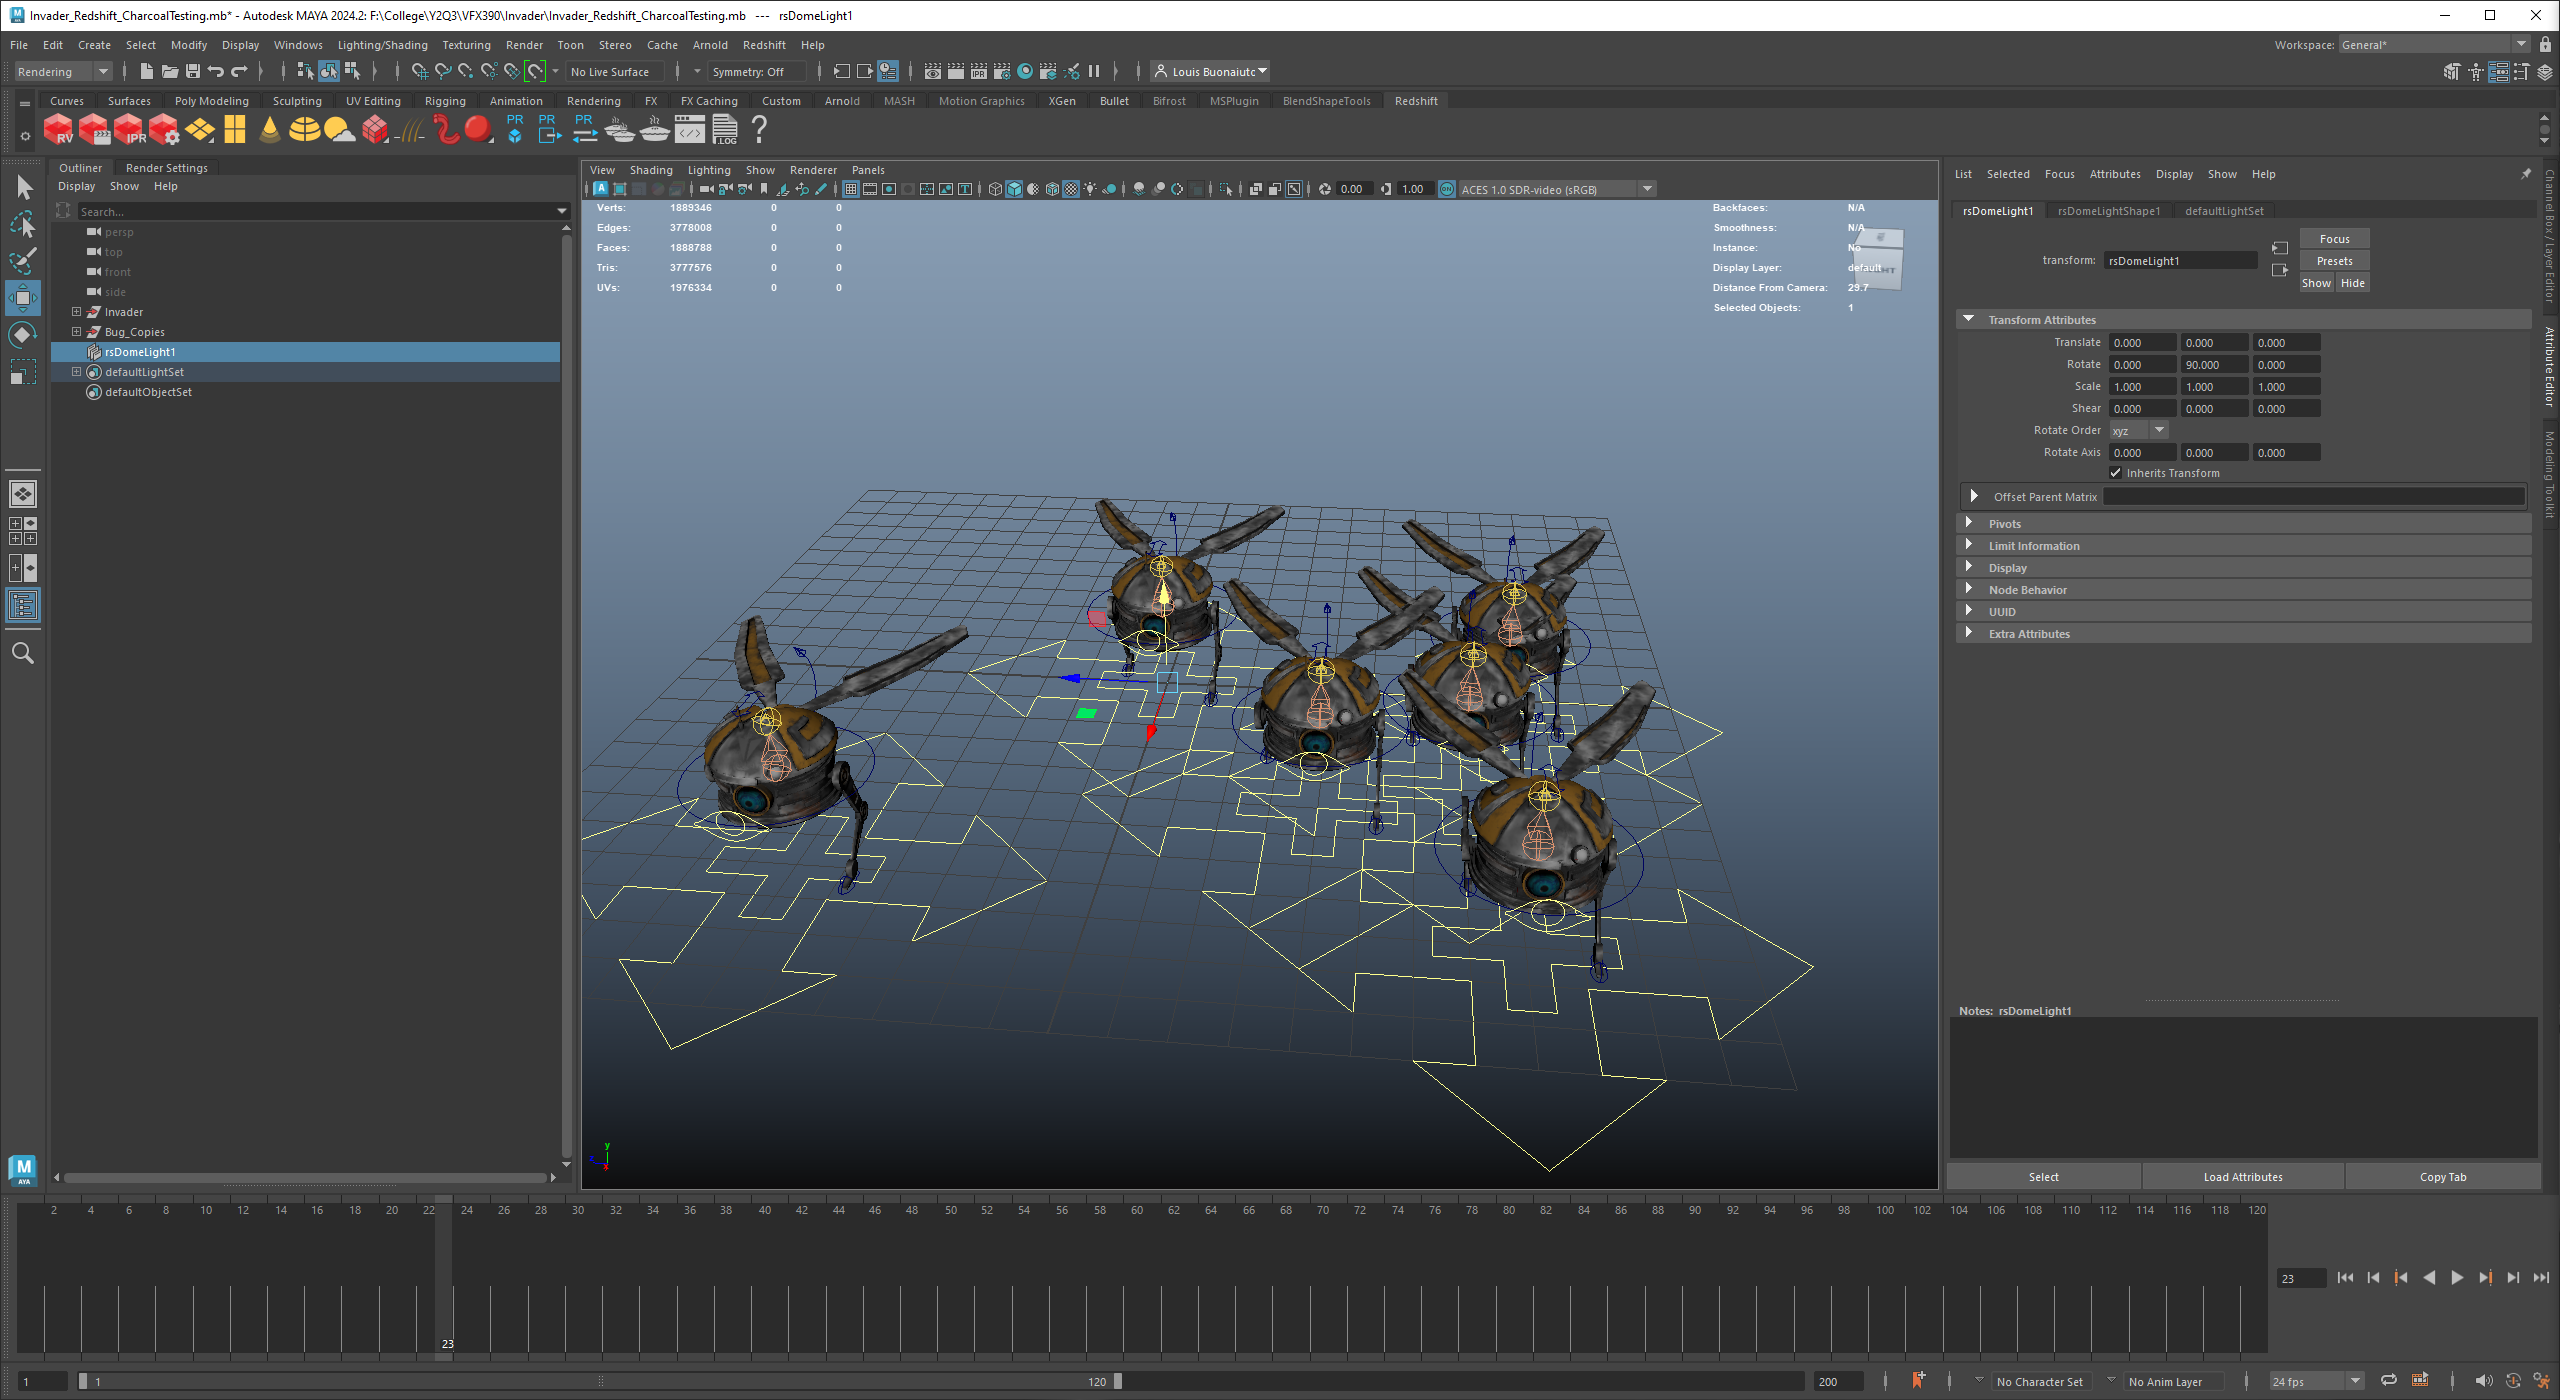 Invader_Redshift_CharcoalTesting.mb* - Autodesk MAYA 2024.2: F:\College\Y2Q3\VFX390\Invader\Invader_Redshift_CharcoalTesting.mb --- rsDomeLight1
File Edit Create Select Modify Display Windows Lighting/Shading Texturing Render Toon Stereo Cache Arnold Redshift Help
Workspace: General*
Rendering No Live Surface Symmetry: Off IPR Louis Buonaiutc
Curves Surfaces Poly Modeling Sculpting UV Editing Rigging Animation Rendering FX FX Caching Custom Arnold MASH Motion Graphics XGen Bullet Bifrost MSPlugin BlendShapeTools Redshift
RV IPR PR PR PR .LOG ?
Outliner Render Settings
Display Show Help
Search...
persp
top
front
side
Invader
Bug_Copies
rsDomeLight1
defaultLightSet
defaultObjectSet
View Shading Lighting Show Renderer Panels
0.00 1.00 ON ACES 1.0 SDR-video (sRGB)
Verts: 1889346 0 0
Edges: 3778008 0 0
Faces: 1888788 0 0
Tris: 3777576 0 0
UVs: 1976334 0 0
Backfaces: N/A
Smoothness: N/A
Instance: No
Display Layer: default
Distance From Camera: 29.7
Selected Objects: 1
y
List Selected Focus Attributes Display Show Help
rsDomeLight1 rsDomeLightShape1 defaultLightSet
transform: rsDomeLight1
Focus
Presets
Show Hide
Transform Attributes
Translate 0.000 0.000 0.000
Rotate 0.000 90.000 0.000
Scale 1.000 1.000 1.000
Shear 0.000 0.000 0.000
Rotate Order xyz
Rotate Axis 0.000 0.000 0.000
Inherits Transform
Offset Parent Matrix
Pivots
Limit Information
Display
Node Behavior
UUID
Extra Attributes
Notes: rsDomeLight1
Select Load Attributes Copy Tab
Channel Box / Layer Editor
Attribute Editor
Modeling Toolkit
M
AYA
2 4 6 8 10 12 14 16 18 20 22 24 26 28 30 32 34 36 38 40 42 44 46 48 50 52 54 56 58 60 62 64 66 68 70 72 74 76 78 80 82 84 86 88 90 92 94 96 98 100 102 104 106 108 110 112 114 116 118 120
23
23
1 1 120 200 No Character Set No Anim Layer 24 fps